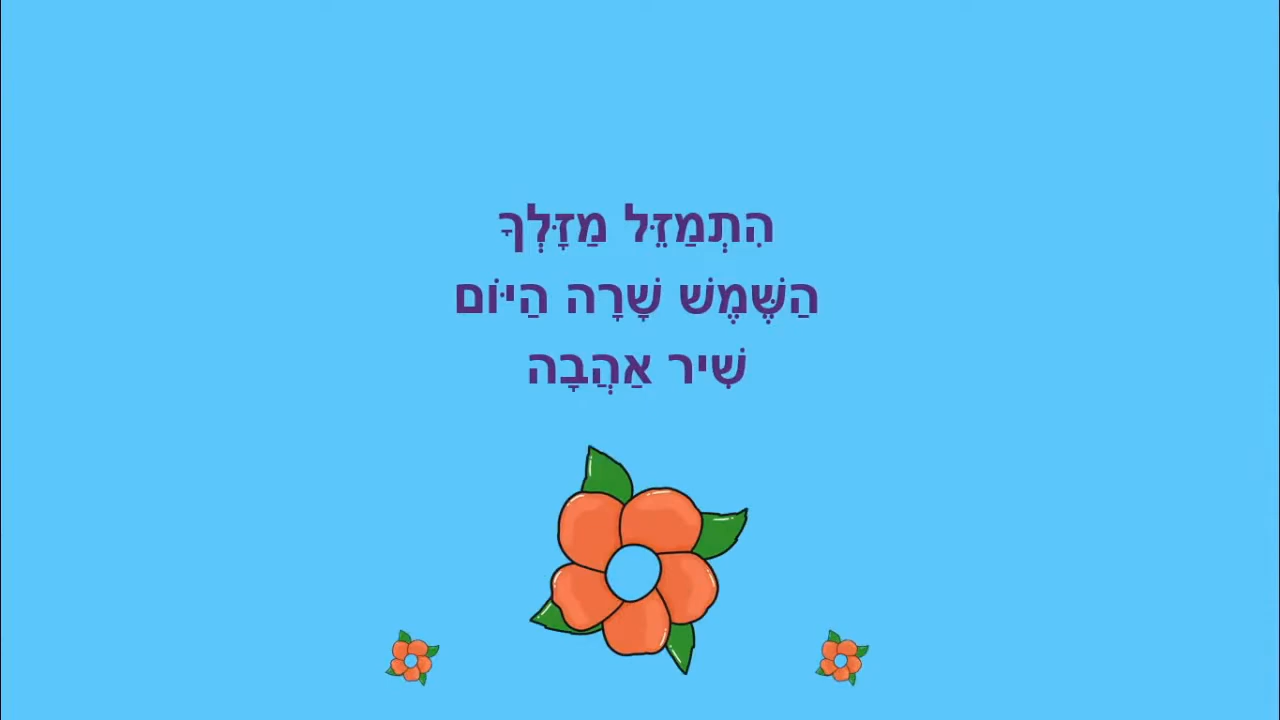 הִתְמַזֵּל מַזָּלְךָ
הַשֶּׁמֶשׁ שָׁרָה הַיּוֹם
שִׁיר אַהֲבָה